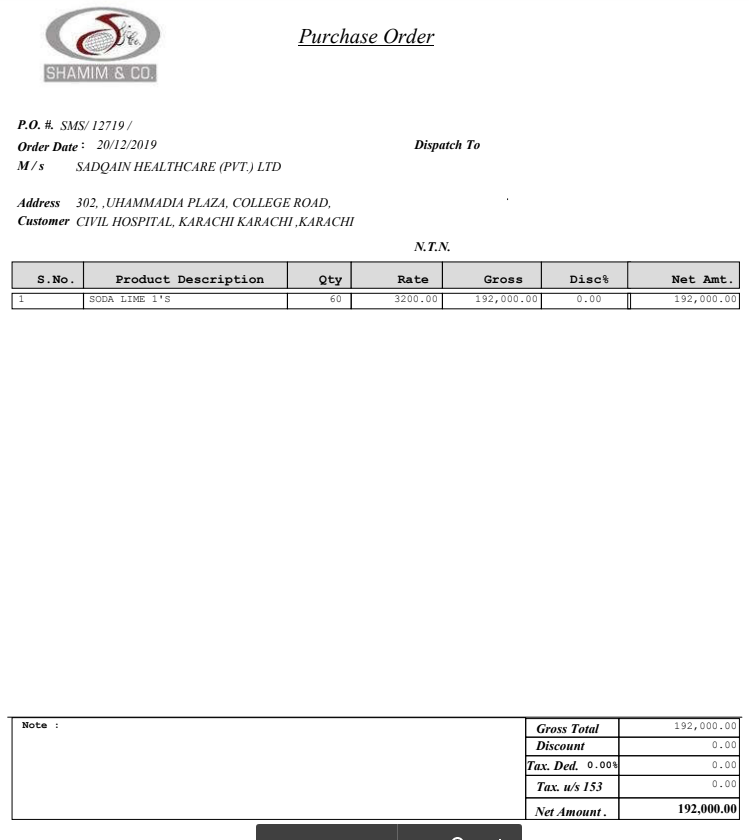 SHAMIM & CO.
Purchase Order
P.O. #. SMS/ 12719 /
Order Date : 20/12/2019 Dispatch To
M / s SADQAIN HEALTHCARE (PVT.) LTD
Address 302, ,UHAMMADIA PLAZA, COLLEGE ROAD,
Customer CIVIL HOSPITAL, KARACHI KARACHI ,KARACHI
N.T.N.
S.No. Product Description Qty Rate Gross Disc% Net Amt.
1 SODA LIME 1'S 60 3200.00 192,000.00 0.00 192,000.00
Note : Gross Total 192,000.00
Discount 0.00
Tax. Ded. 0.00% 0.00
Tax. u/s 153 0.00
Net Amount . 192,000.00